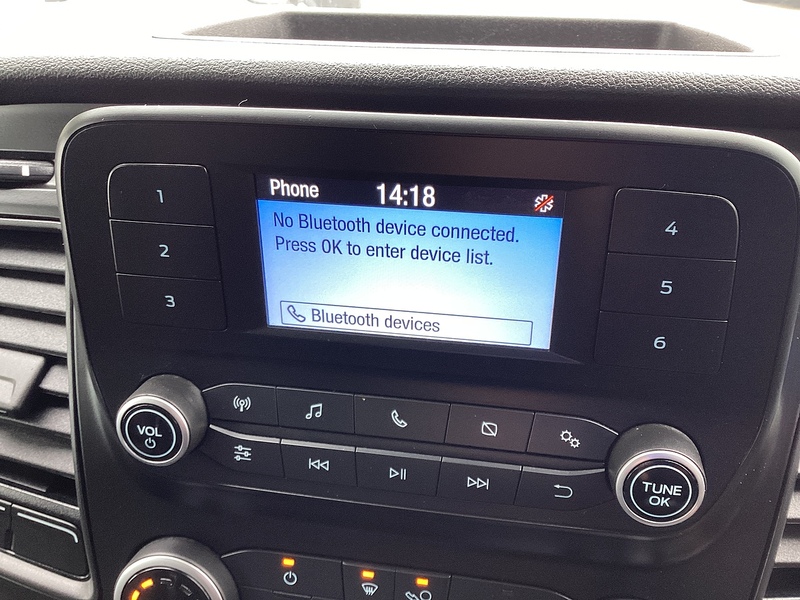 Phone 14:18
No Bluetooth device connected.
Press OK to enter device list.
Bluetooth devices
1
2
3
4
5
6
VOL
TUNE
OK